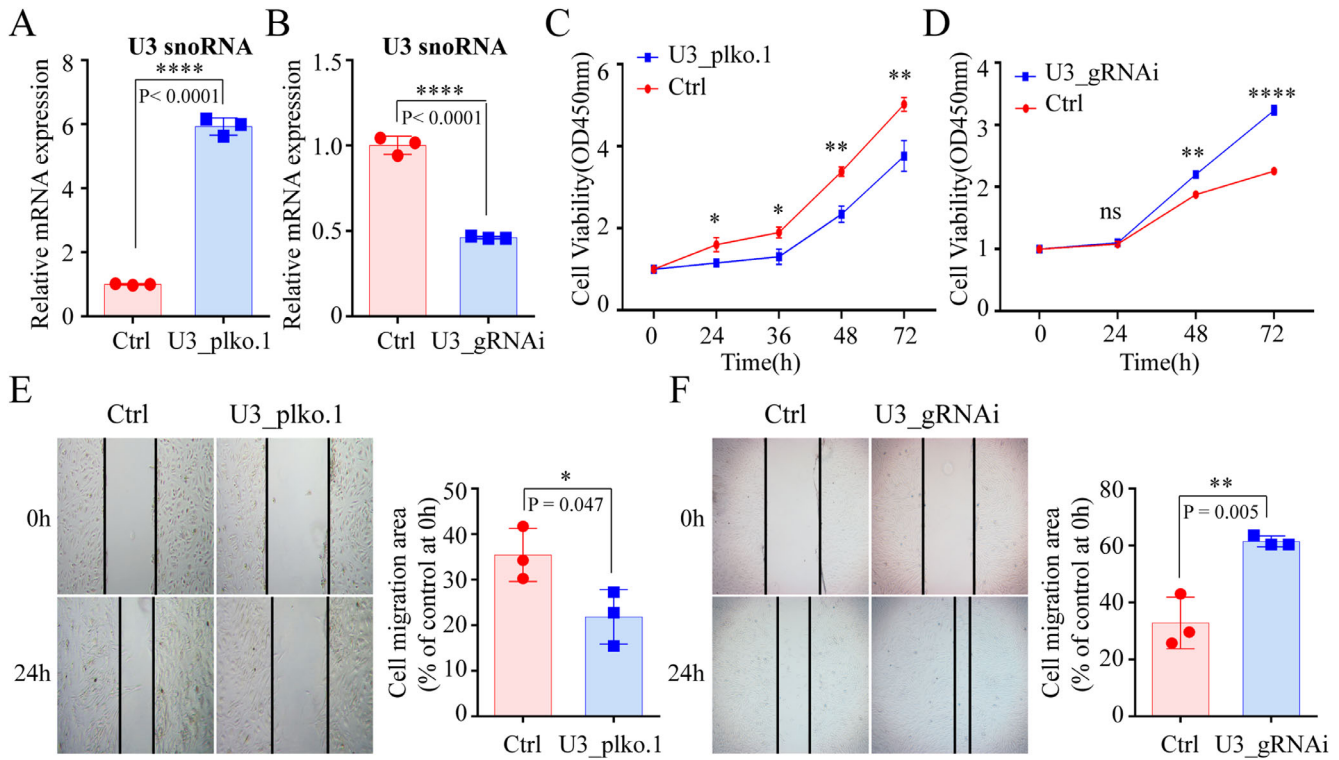 A
U3 snoRNA
Relative mRNA expression
8
6
4
2
0
****
P< 0.0001
Ctrl
U3_plko.1
B
U3 snoRNA
Relative mRNA expression
1.5
1.0
0.5
0
****
P< 0.0001
Ctrl
U3_gRNAi
C
U3_plko.1
Ctrl
Cell Viability(OD450nm)
6
4
2
0
*
*
**
**
0
24
36
48
72
Time(h)
D
U3_gRNAi
Ctrl
Cell Viability(OD450nm)
4
3
2
1
0
ns
**
****
0
24
48
72
Time(h)
E
Ctrl
U3_plko.1
0h
24h
Cell migration area
(% of control at 0h)
50
40
30
20
10
0
*
P = 0.047
Ctrl
U3_plko.1
F
Ctrl
U3_gRNAi
0h
24h
Cell migration area
(% of control at 0h)
80
60
40
20
0
**
P = 0.005
Ctrl
U3_gRNAi